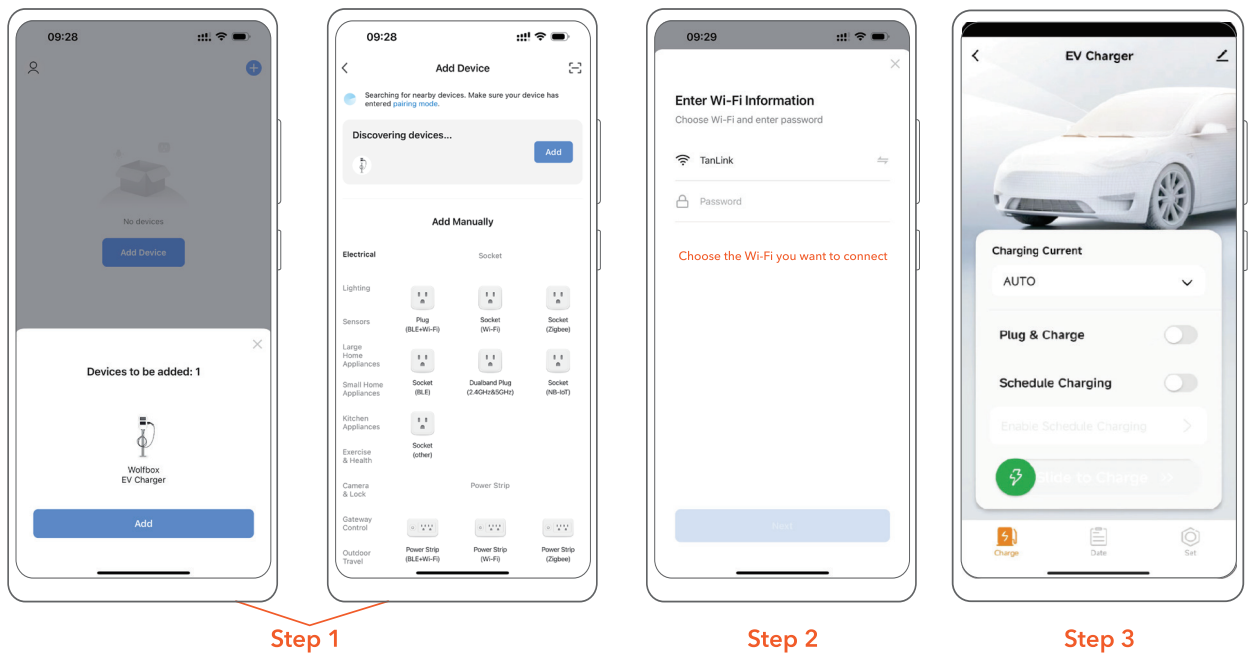 09:28
No devices
Add Device
Devices to be added: 1
Wolfbox
EV Charger
Add
09:28
Add Device
Searching for nearby devices. Make sure your device has
entered pairing mode.
Discovering devices...
Add
Add Manually
Electrical
Socket
Lighting
Sensors
Plug
(BLE+Wi-Fi)
Socket
(Wi-Fi)
Socket
(Zigbee)
Large
Home
Appliances
Small Home
Appliances
Socket
(BLE)
Dualband Plug
(2.4GHz&5GHz)
Socket
(NB-IoT)
Kitchen
Appliances
Socket
(other)
Exercise
& Health
Camera
& Lock
Power Strip
Gateway
Control
Outdoor
Travel
Power Strip
(BLE+Wi-Fi)
Power Strip
(Wi-Fi)
Power Strip
(Zigbee)
Step 1
09:29
Enter Wi-Fi Information
Choose Wi-Fi and enter password
TanLink
Password
Choose the Wi-Fi you want to connect
Next
Step 2
EV Charger
Charging Current
AUTO
Plug & Charge
Schedule Charging
Enable Schedule Charging
Slide to Charge
Charge
Date
Set
Step 3